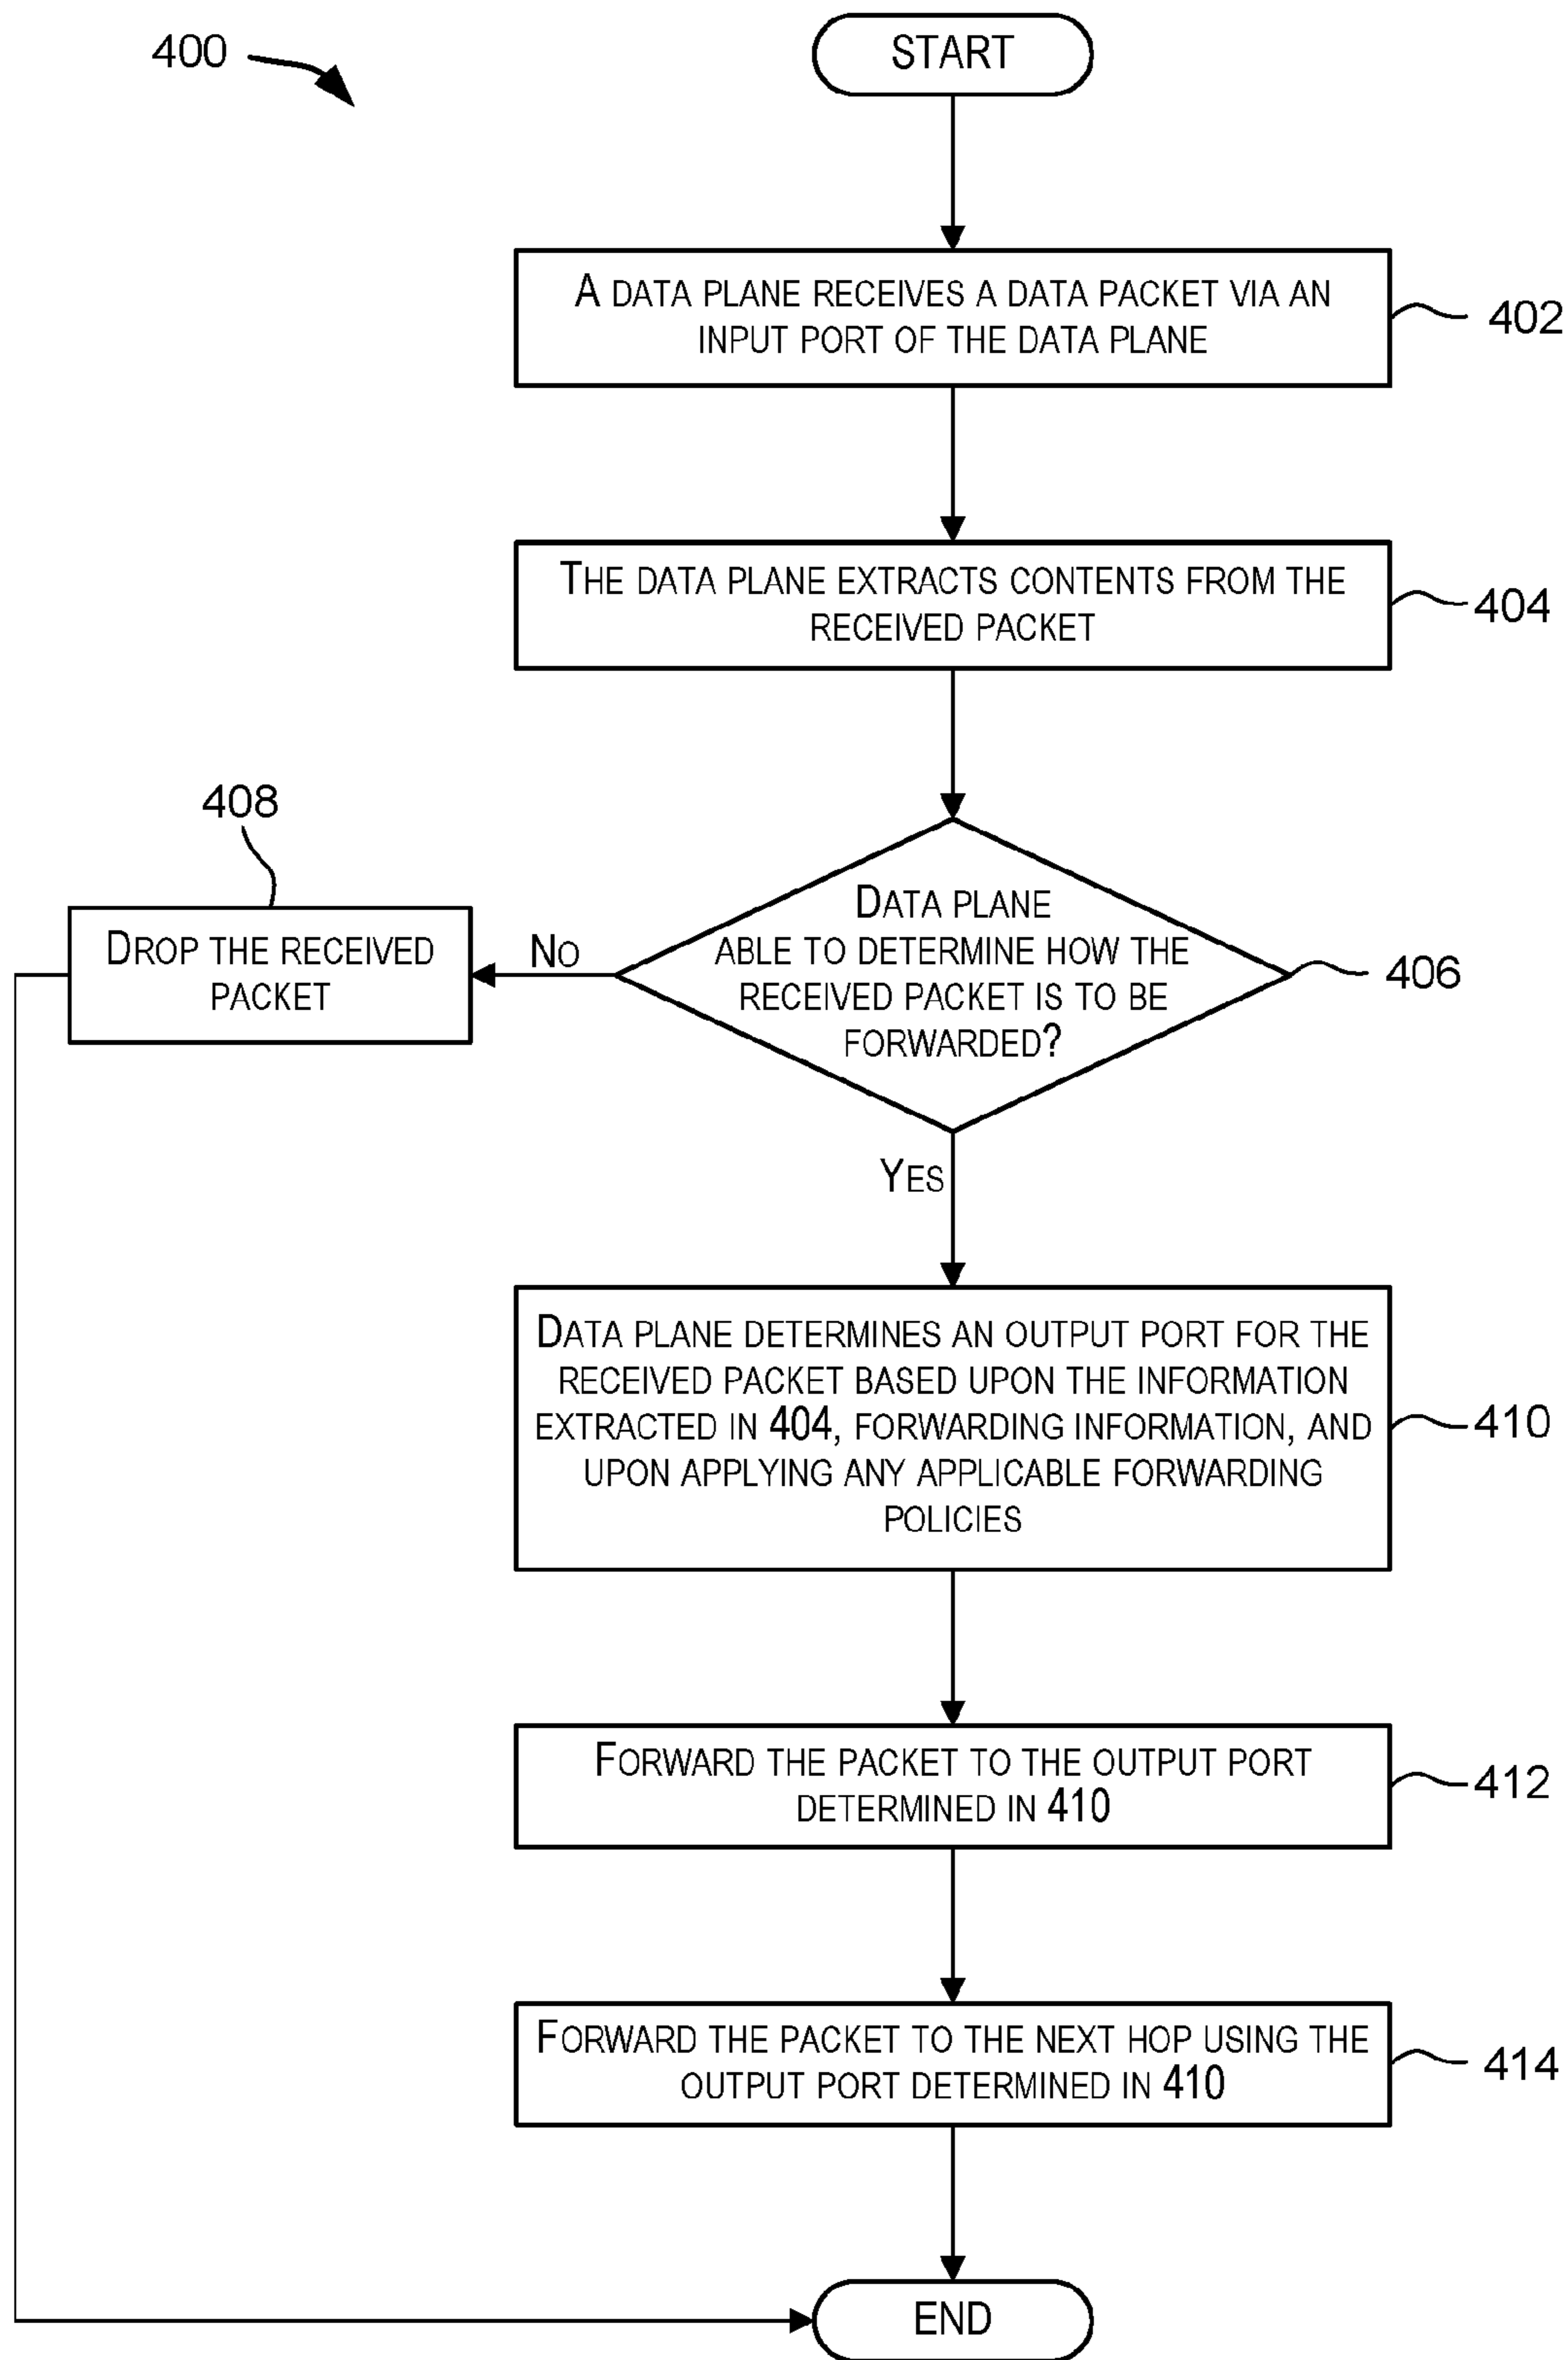 400
START
A DATA PLANE RECEIVES A DATA PACKET VIA AN
INPUT PORT OF THE DATA PLANE
402
THE DATA PLANE EXTRACTS CONTENTS FROM THE
RECEIVED PACKET
404
408
DROP THE RECEIVED
PACKET
NO
DATA PLANE
ABLE TO DETERMINE HOW THE
RECEIVED PACKET IS TO BE
FORWARDED?
406
YES
DATA PLANE DETERMINES AN OUTPUT PORT FOR THE
RECEIVED PACKET BASED UPON THE INFORMATION
EXTRACTED IN 404, FORWARDING INFORMATION, AND
UPON APPLYING ANY APPLICABLE FORWARDING
POLICIES
410
FORWARD THE PACKET TO THE OUTPUT PORT
DETERMINED IN 410
412
FORWARD THE PACKET TO THE NEXT HOP USING THE
OUTPUT PORT DETERMINED IN 410
414
END